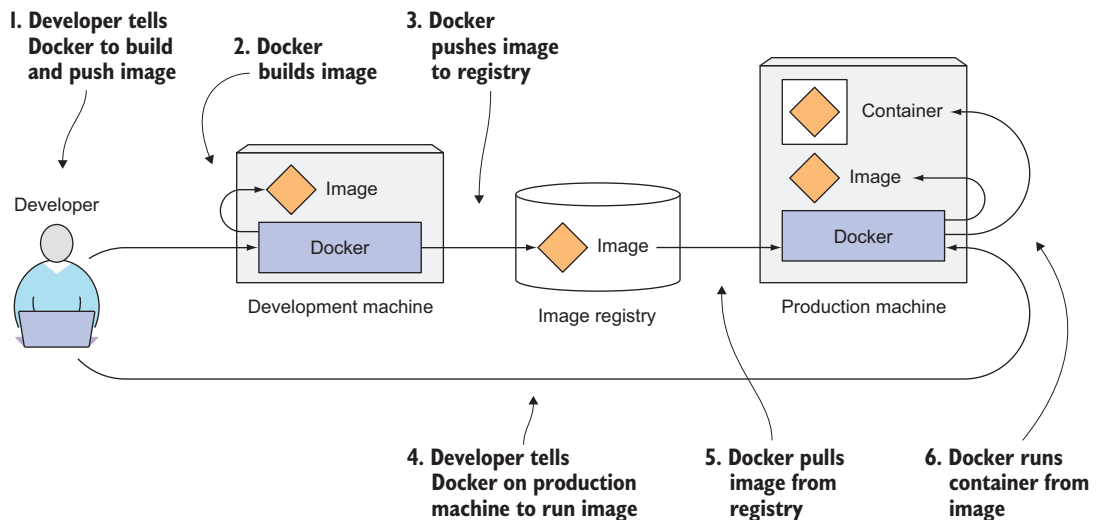 1. Developer tells
Docker to build
and push image
2. Docker
builds image
3. Docker
pushes image
to registry
Container
Image
Docker
Production machine
Developer
Image
Docker
Development machine
Image
Image registry
4. Developer tells
Docker on production
machine to run image
5. Docker pulls
image from
registry
6. Docker runs
container from
image